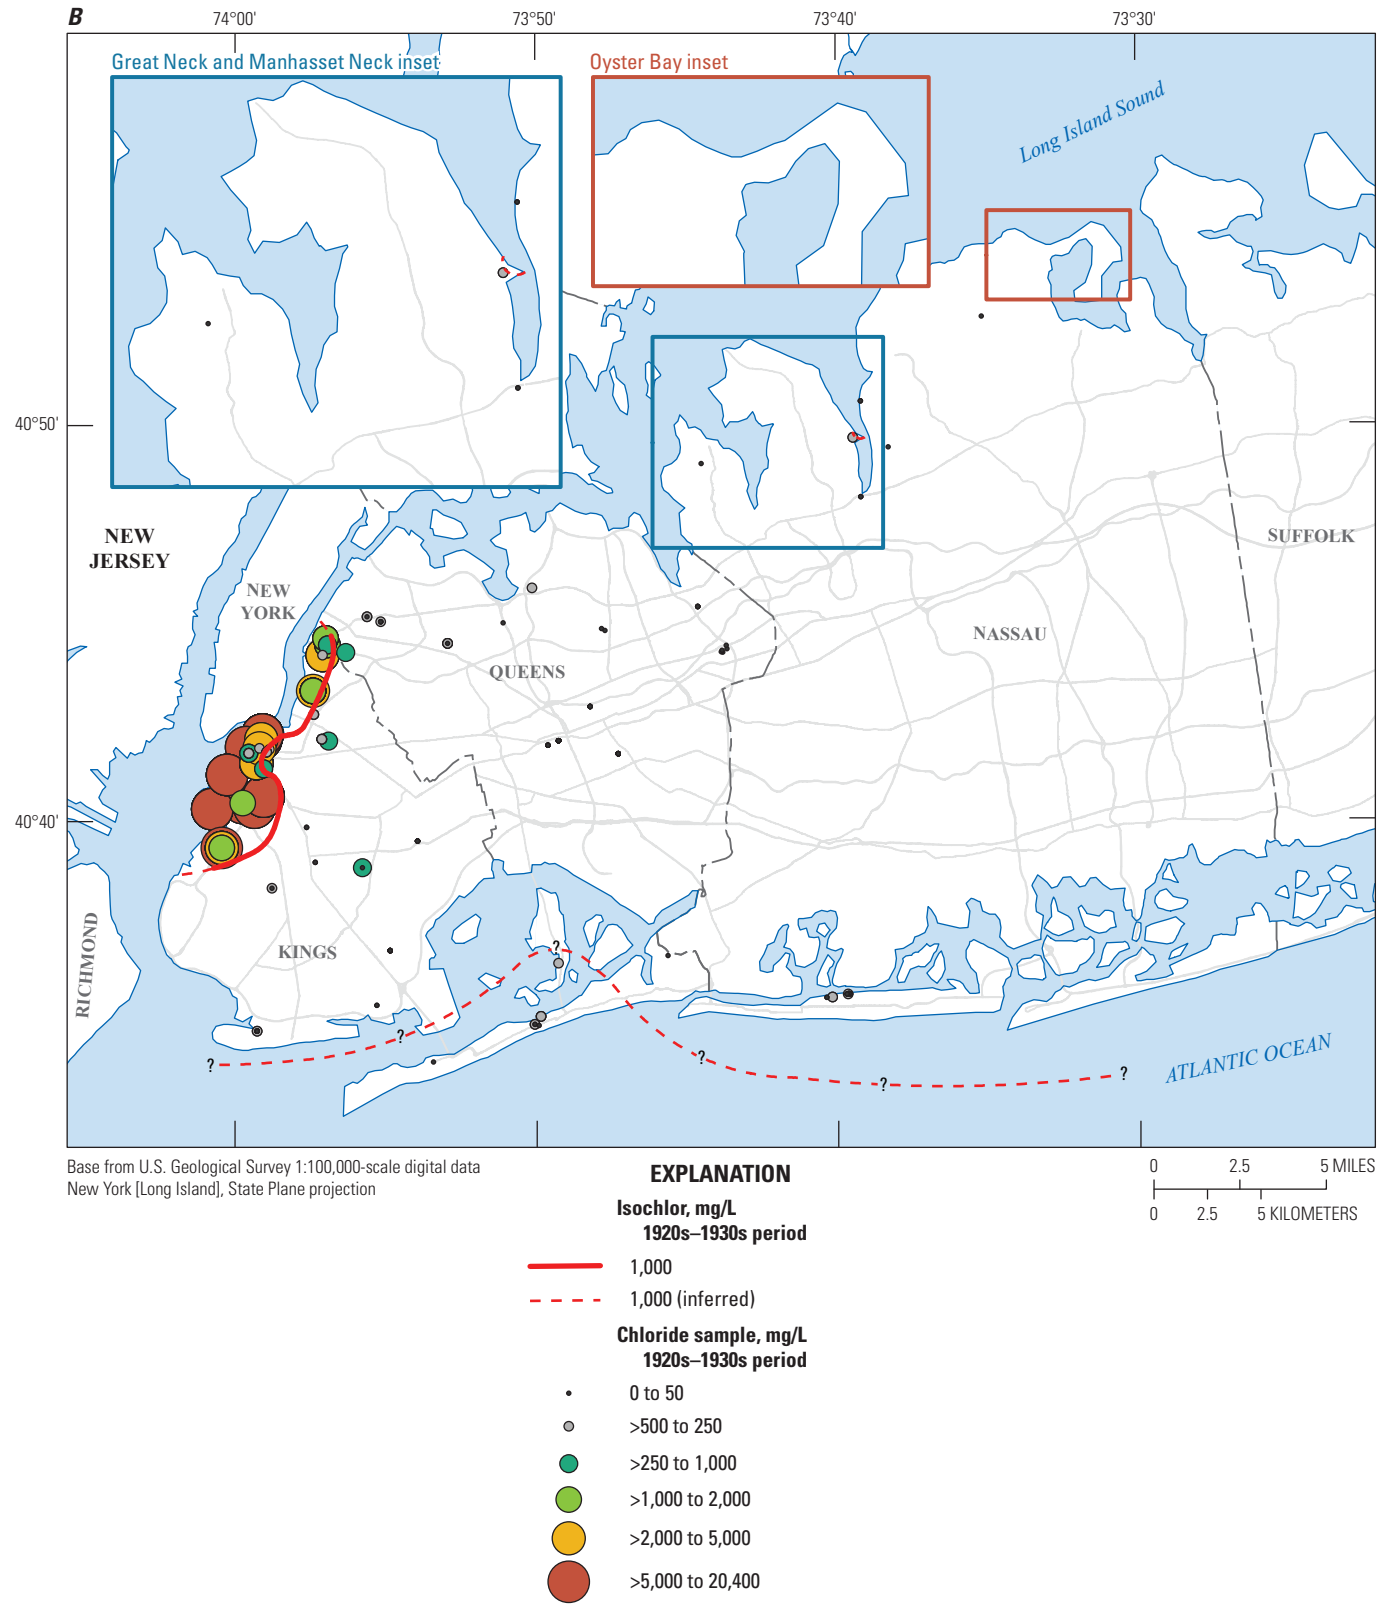 B
74°00'
73°50'
73°40'
73°30'
Great Neck and Manhasset Neck inset
Oyster Bay inset
Long Island Sound
40°50'
NEW
JERSEY
SUFFOLK
NEW
YORK
NASSAU
QUEENS
40°40'
RICHMOND
KINGS
?
?
?
?
?
?
ATLANTIC OCEAN
Base from U.S. Geological Survey 1:100,000-scale digital data
New York [Long Island], State Plane projection
0 2.5 5 MILES
0 2.5 5 KILOMETERS
EXPLANATION
Isochlor, mg/L
1920s–1930s period
1,000
1,000 (inferred)
Chloride sample, mg/L
1920s–1930s period
0 to 50
>500 to 250
>250 to 1,000
>1,000 to 2,000
>2,000 to 5,000
>5,000 to 20,400